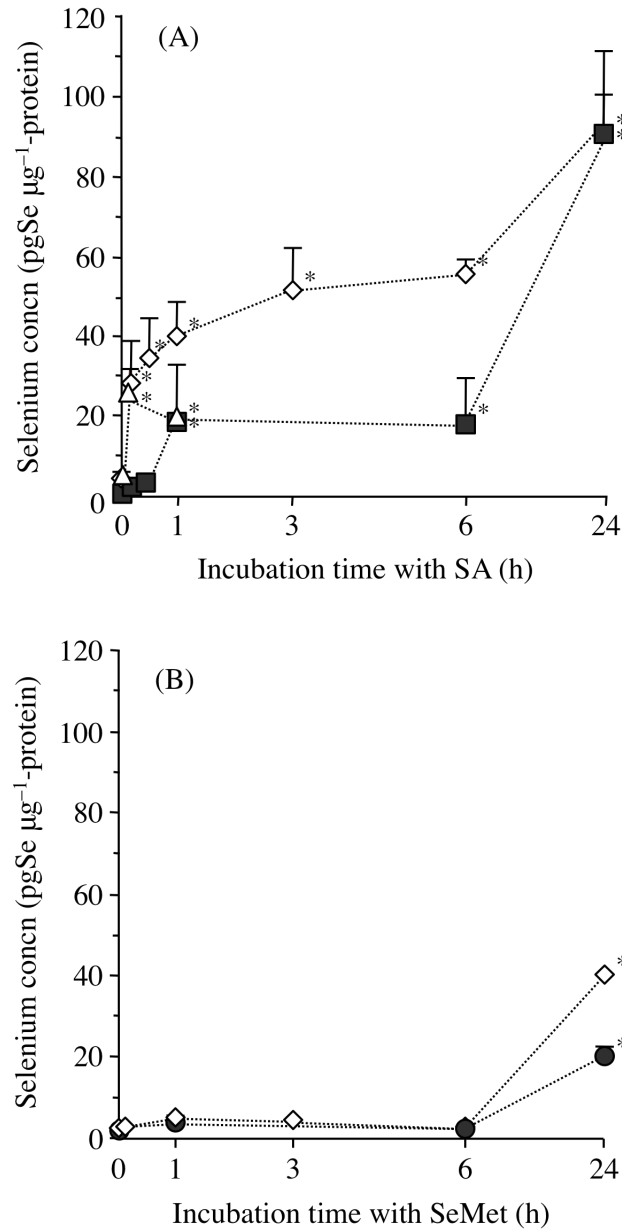 (A)
Selenium concn (pgSe µg⁻¹-protein)
120
100
80
60
40
20
0
* * * * * * * * * * *
0 1 3 6 24
Incubation time with SA (h)
(B)
Selenium concn (pgSe µg⁻¹-protein)
120
100
80
60
40
20
0
*
*
0 1 3 6 24
Incubation time with SeMet (h)